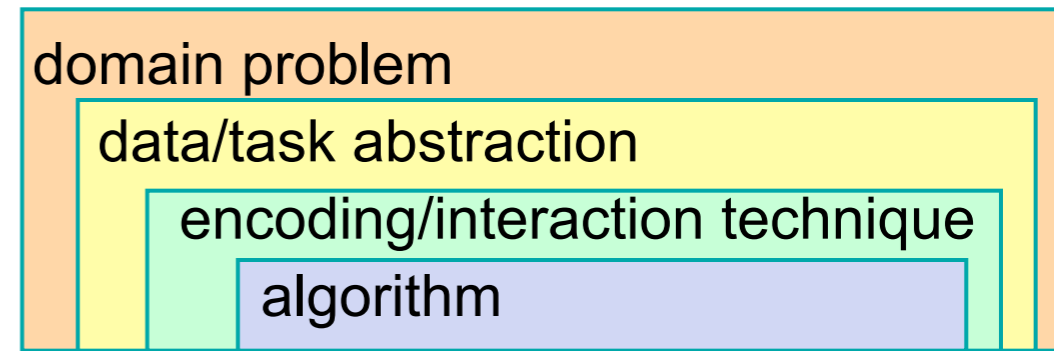 domain problem
data/task abstraction
encoding/interaction technique
algorithm